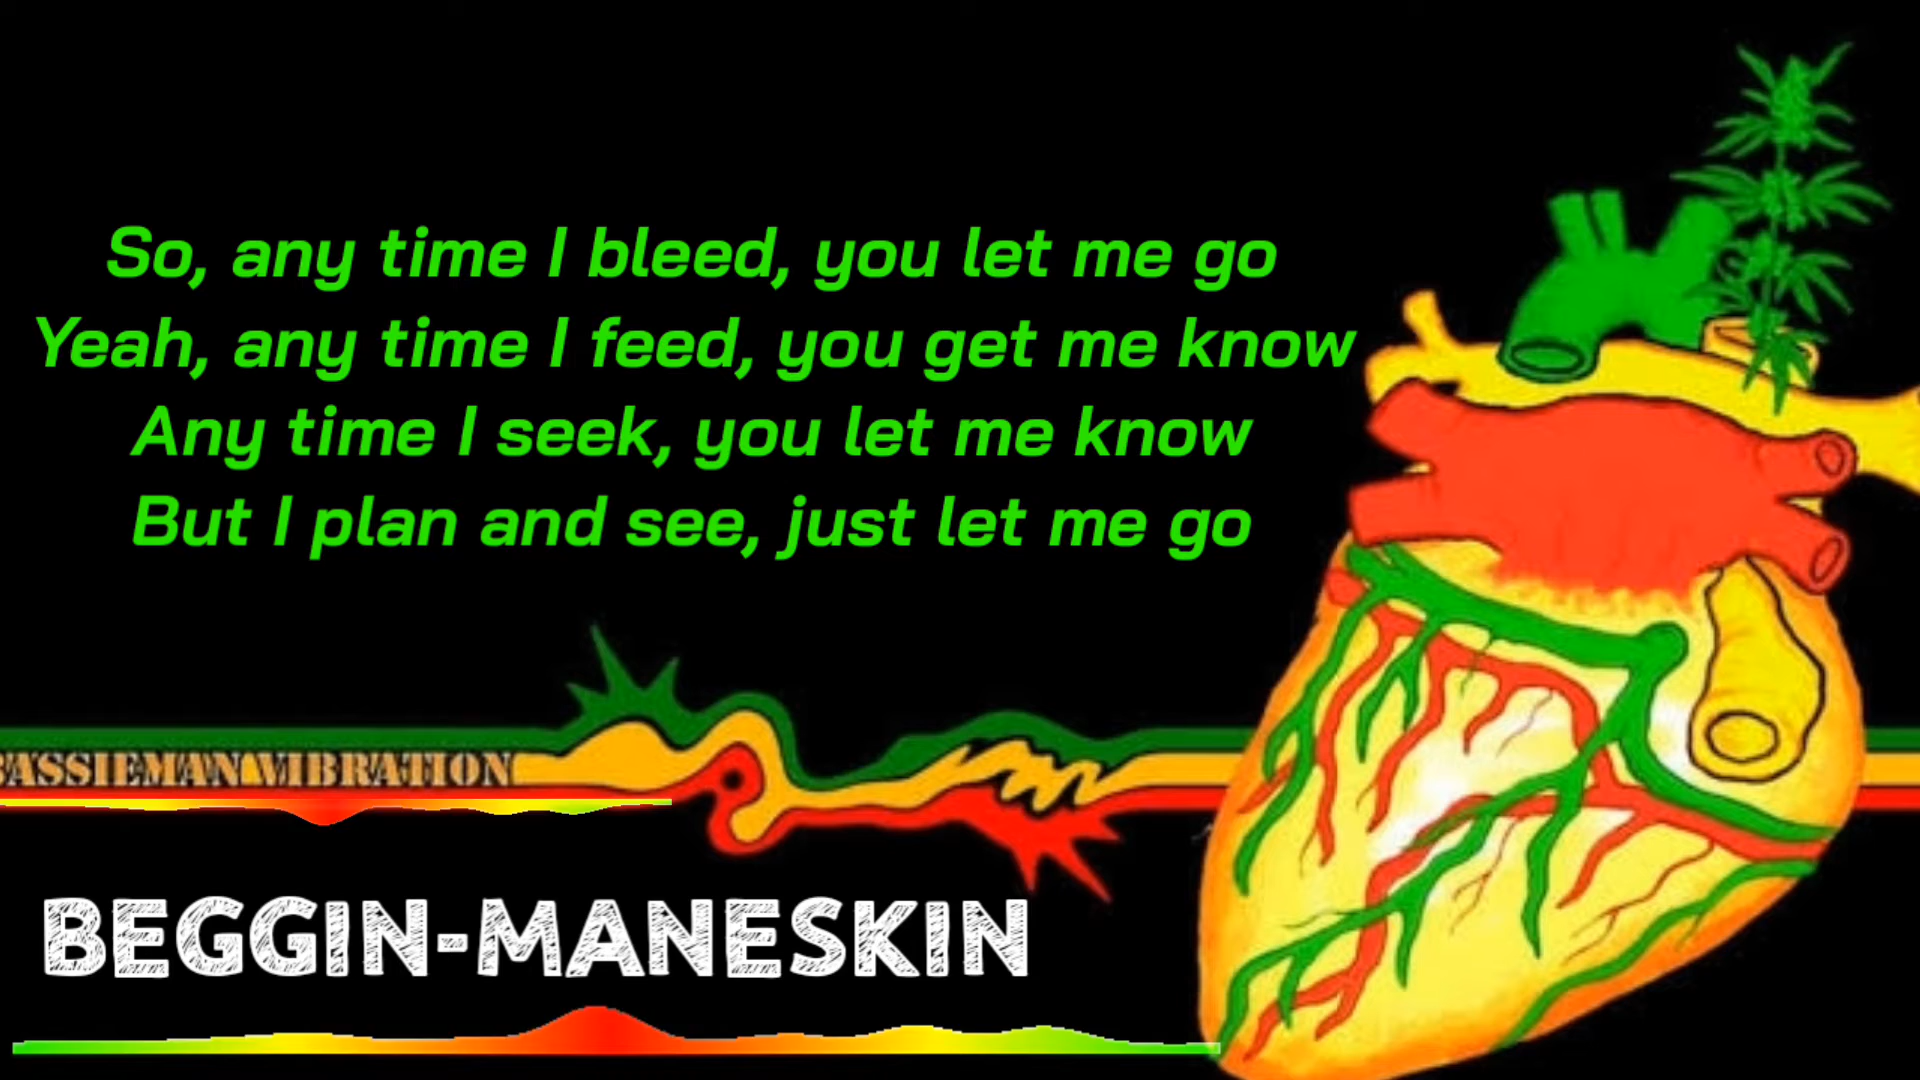 So, any time I bleed, you let me go
Yeah, any time I feed, you get me know
Any time I seek, you let me know
But I plan and see, just let me go
ASSIEMAN VIBRATION
BEGGIN-MANESKIN